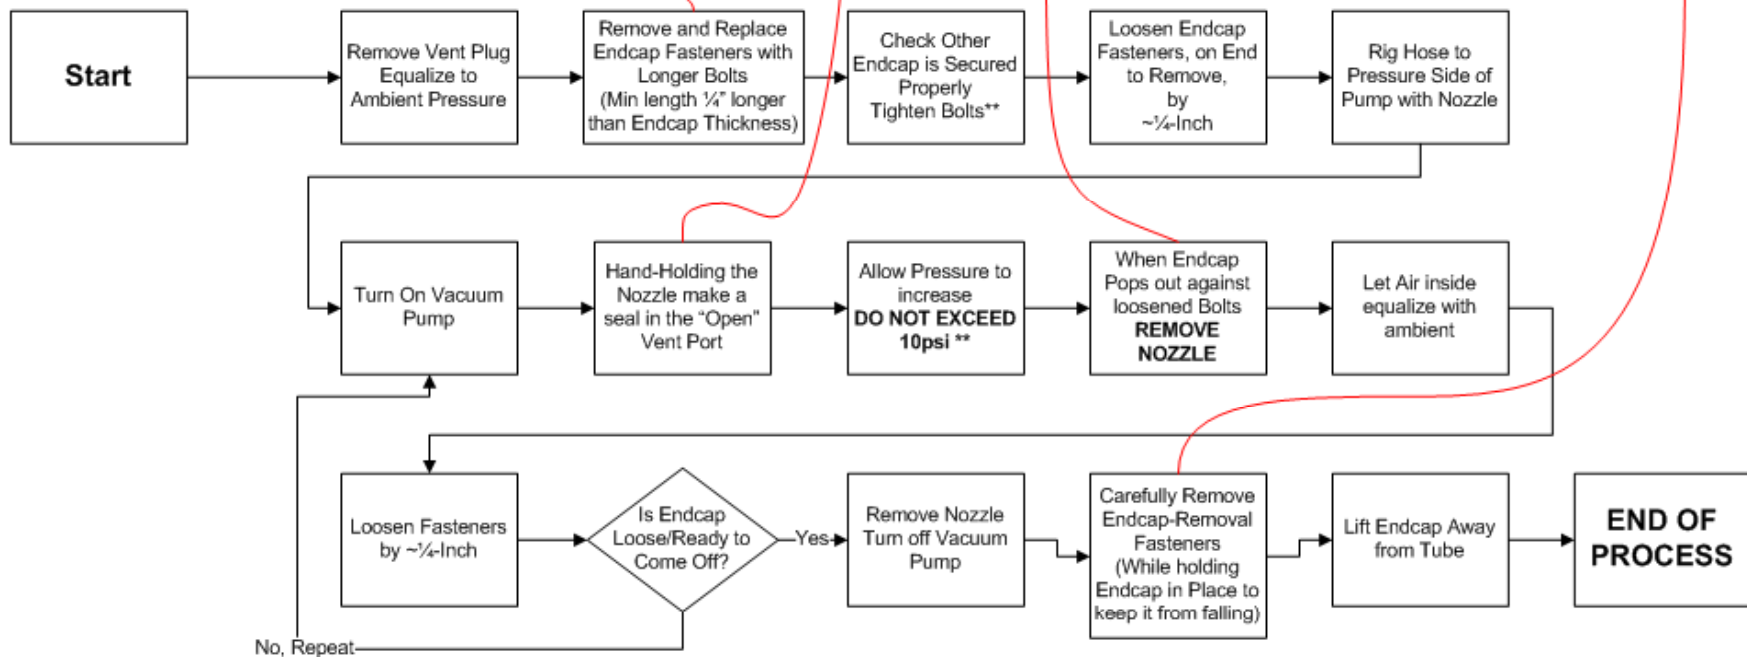 Start
Remove Vent Plug
Equalize to
Ambient Pressure
Remove and Replace
Endcap Fasteners with
Longer Bolts
(Min length ¼” longer
than Endcap Thickness)
Check Other
Endcap is Secured
Properly
Tighten Bolts**
Loosen Endcap
Fasteners, on End
to Remove,
by
~¼-Inch
Rig Hose to
Pressure Side of
Pump with Nozzle
Turn On Vacuum
Pump
Hand-Holding the
Nozzle make a
seal in the “Open”
Vent Port
Allow Pressure to
increase
DO NOT EXCEED
10psi **
When Endcap
Pops out against
loosened Bolts
REMOVE
NOZZLE
Let Air inside
equalize with
ambient
Loosen Fasteners
by ~¼-Inch
Is Endcap
Loose/Ready to
Come Off?
Yes
Remove Nozzle
Turn off Vacuum
Pump
Carefully Remove
Endcap-Removal
Fasteners
(While holding
Endcap in Place to
keep it from falling)
Lift Endcap Away
from Tube
END OF
PROCESS
No, Repeat